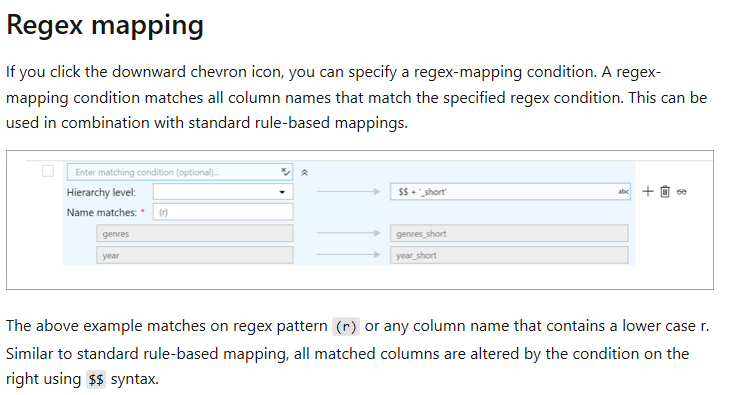 Regex mapping
If you click the downward chevron icon, you can specify a regex-mapping condition. A regex-
mapping condition matches all column names that match the specified regex condition. This can be
used in combination with standard rule-based mappings.
Enter matching condition (optional)...
Hierarchy level:
$$ + '_short' abc
Name matches: * (r)
genres genres_short
year year_short
The above example matches on regex pattern (r) or any column name that contains a lower case r.
Similar to standard rule-based mapping, all matched columns are altered by the condition on the
right using $$ syntax.